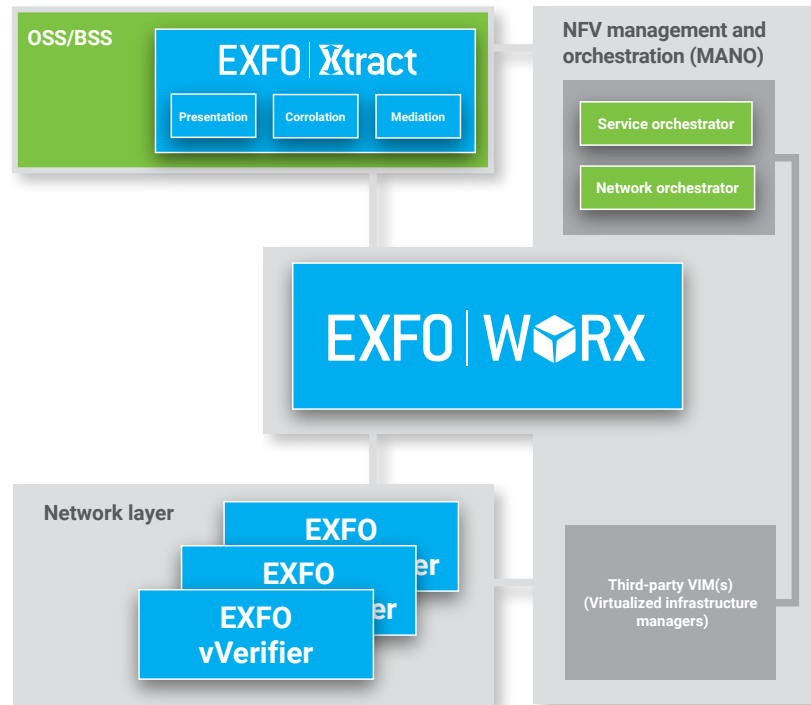 OSS/BSS
EXFO Xtract
Presentation
Corrolation
Mediation
NFV management and
orchestration (MANO)
Service orchestrator
Network orchestrator
EXFO WORX
Network layer
EXFO
er
EXFO
er
EXFO
vVerifier
Third-party VIM(s)
(Virtualized infrastructure
managers)